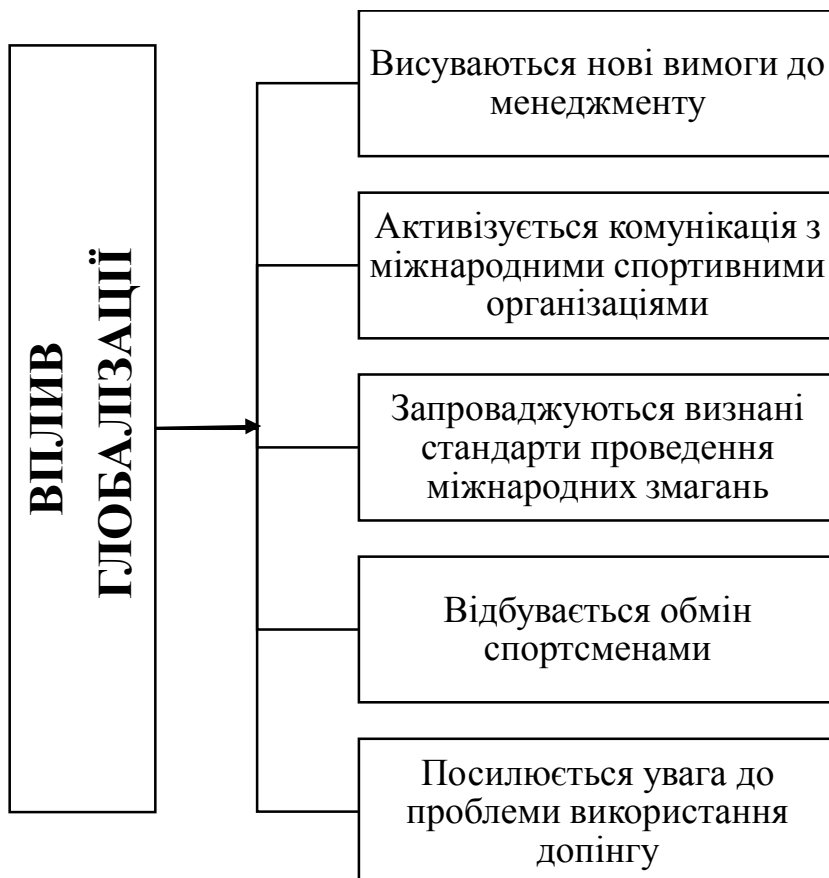 ВПЛИВ
ГЛОБАЛІЗАЦІЇ
Висуваються нові вимоги до
менеджменту
Активізується комунікація з
міжнародними спортивними
організаціями
Запроваджуються визнані
стандарти проведення
міжнародних змагань
Відбувається обмін
спортсменами
Посилюється увага до
проблеми використання
допінгу